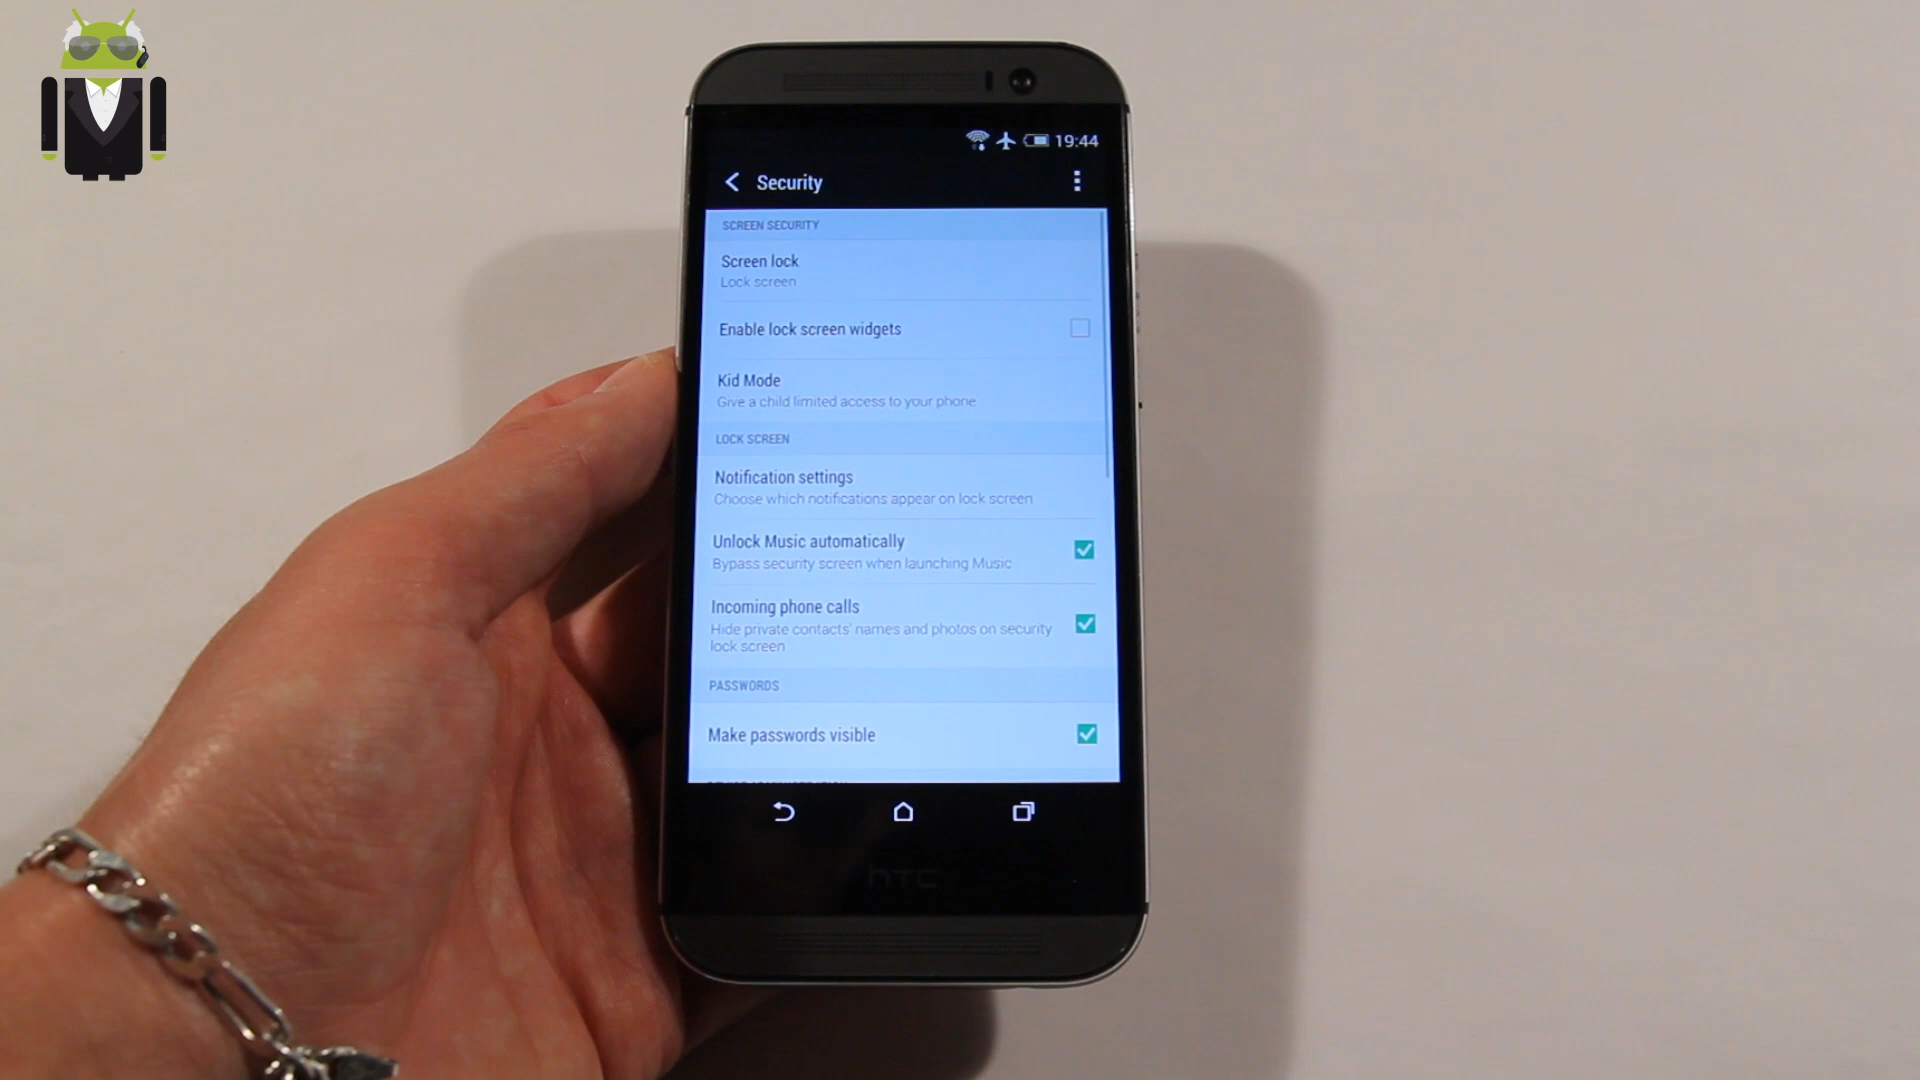 19:44
Security
SCREEN SECURITY
Screen lock
Lock screen
Enable lock screen widgets
Kid Mode
Give a child limited access to your phone
LOCK SCREEN
Notification settings
Choose which notifications appear on lock screen
Unlock Music automatically
Bypass security screen when launching Music
Incoming phone calls
Hide private contacts' names and photos on security
lock screen
PASSWORDS
Make passwords visible
hTC